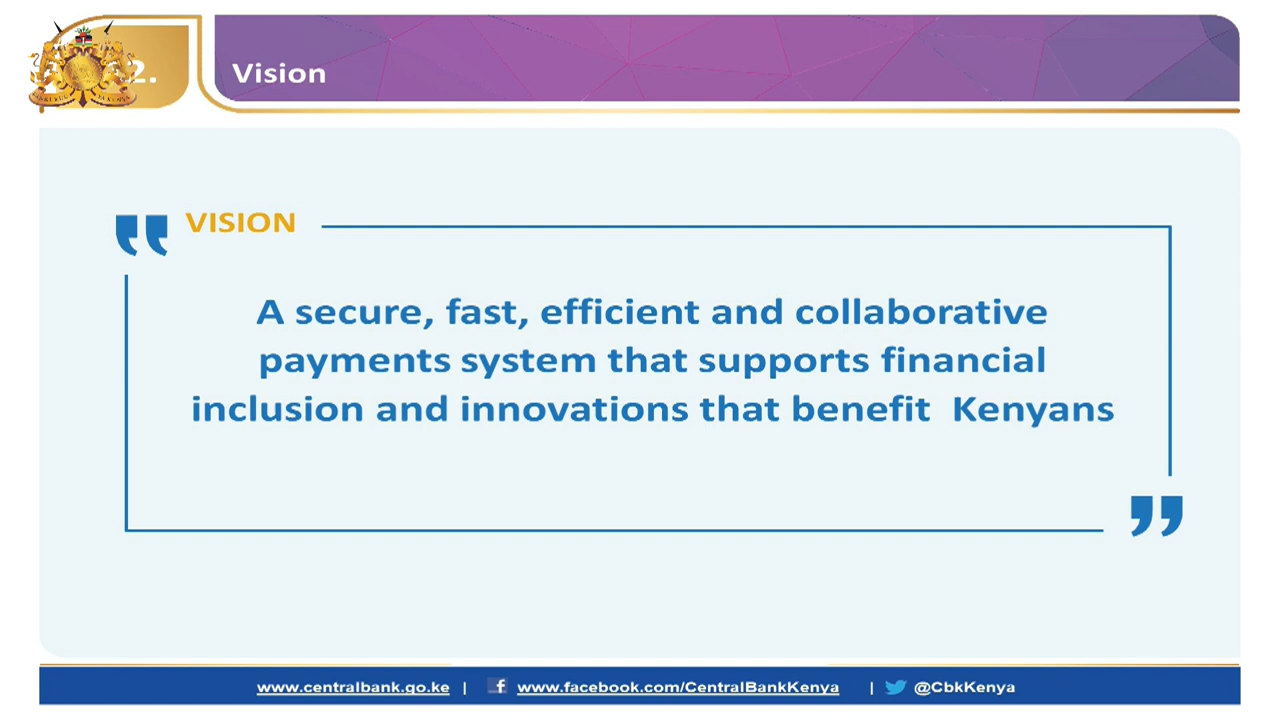 2.
Vision
VISION
A secure, fast, efficient and collaborative
payments system that supports financial
inclusion and innovations that benefit Kenyans
www.centralbank.go.ke | www.facebook.com/CentralBankKenya | @CbkKenya